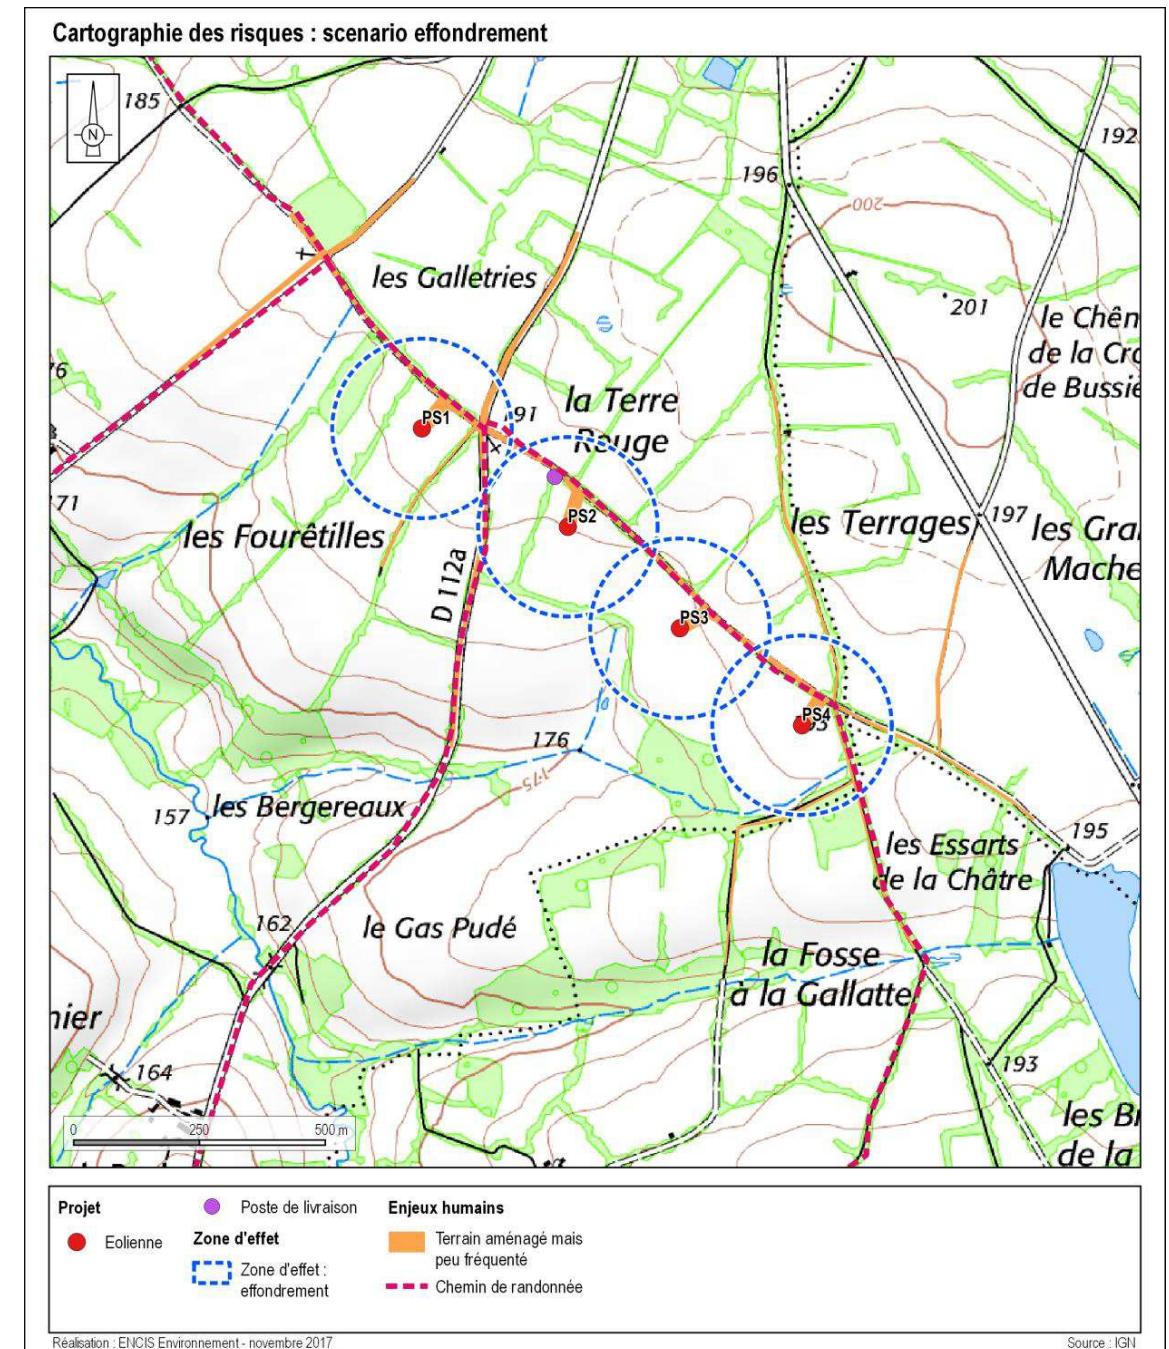 Cartographie des risques : scenario effondrement
N
185
192
196
200
les Galletries
201
le Chên
de la Cro
de Bussiè
76
la Terre
Rouge
91
PS1
PS2
71
les Fourêtilles
les Terrages
197
les Gra
Mache
D 112a
PS3
PS4
176
175
157
les Bergereaux
195
les Essarts
de la Châtre
162
le Gas Pudé
la Fosse
à la Gallatte
nier
164
193
les Br
de la
0 250 500 m
Projet
Eolienne
Poste de livraison
Zone d'effet
Zone d'effet :
effondrement
Enjeux humains
Terrain aménagé mais
peu fréquenté
Chemin de randonnée
Réalisation : ENCIS Environnement - novembre 2017
Source : IGN